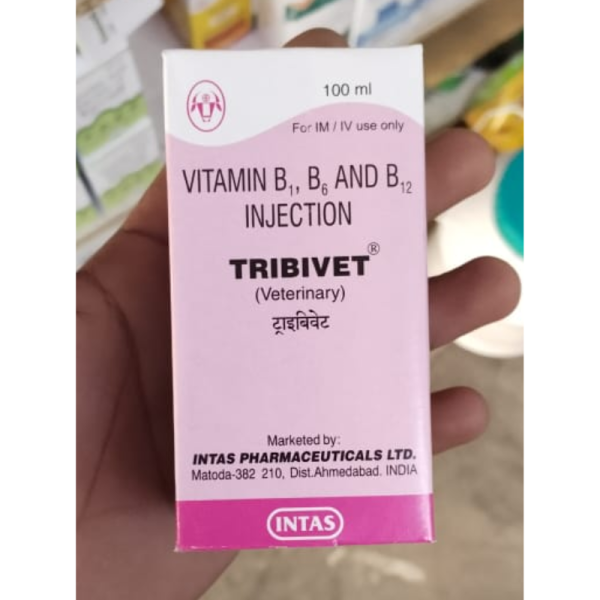 100 ml
For IM / IV use only
VITAMIN B₁, B₆ AND B₁₂
INJECTION
TRIBIVET®
(Veterinary)
ट्राइबिवेट
Marketed by:
INTAS PHARMACEUTICALS LTD.
Matoda-382 210, Dist.Ahmedabad. INDIA
INTAS